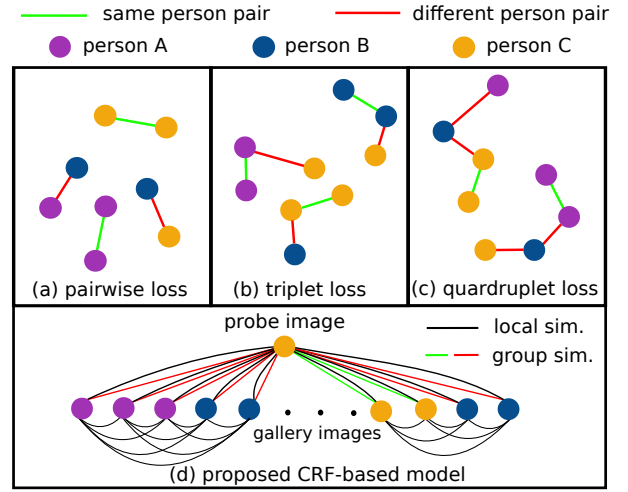 same person pair
different person pair
person A
person B
person C
(a) pairwise loss
(b) triplet loss
(c) quardruplet loss
probe image
local sim.
group sim.
gallery images
(d) proposed CRF-based model